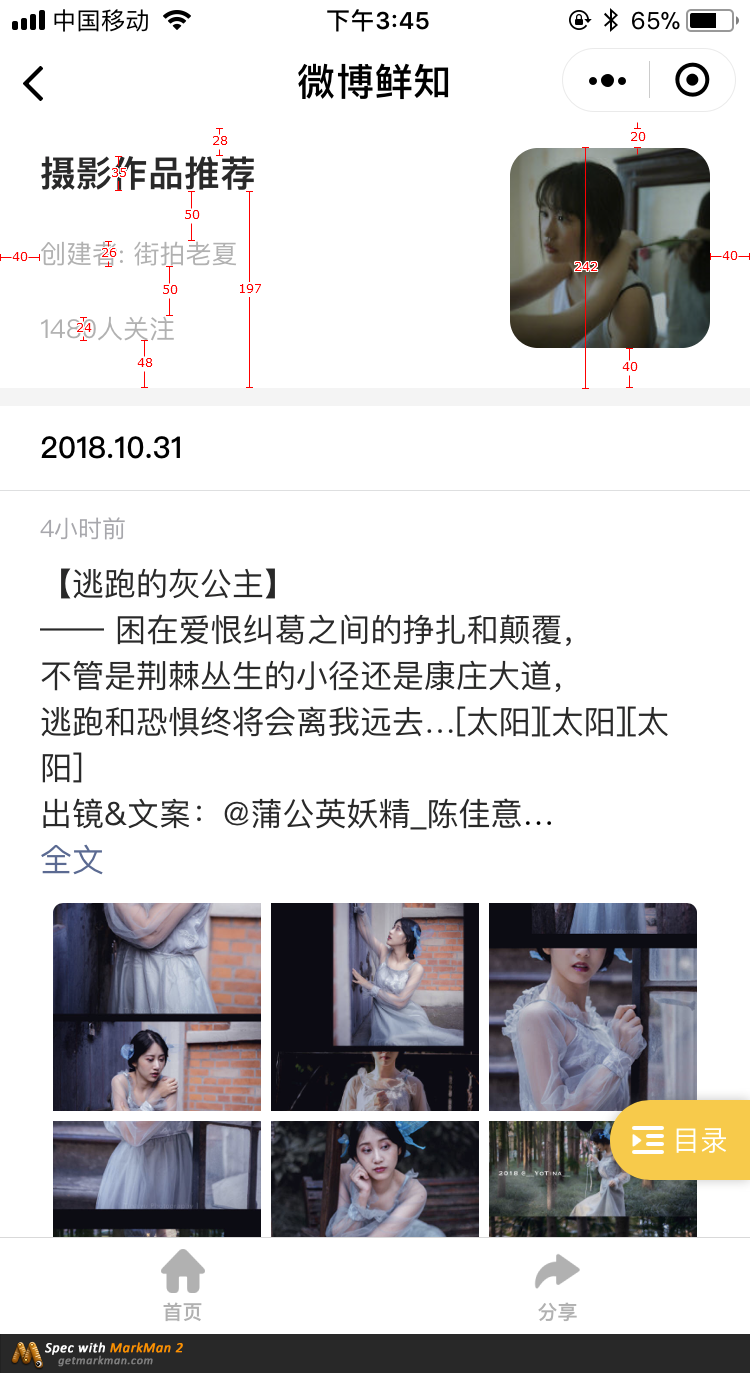 中国移动
下午3:45
65%
微博鲜知
28
20
摄影作品推荐
35
50
创建者: 街拍老夏
26
40
40
242
50
197
1480人关注
24
48
40
2018.10.31
4小时前
【逃跑的灰公主】
—— 困在爱恨纠葛之间的挣扎和颠覆，
不管是荆棘丛生的小径还是康庄大道，
逃跑和恐惧终将会离我远去…[太阳][太阳][太
阳]
出镜&文案：@蒲公英妖精_陈佳意…
全文
目录
首页
分享
Spec with MarkMan 2
getmarkman.com